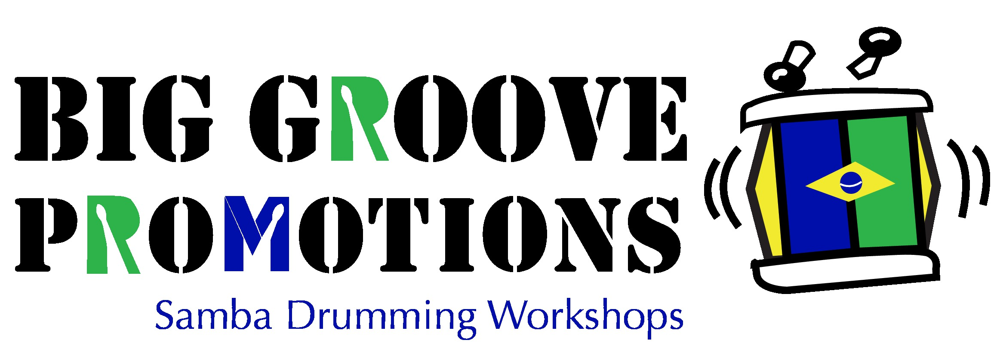 BIG GROOVE
PROMOTIONS
Samba Drumming Workshops